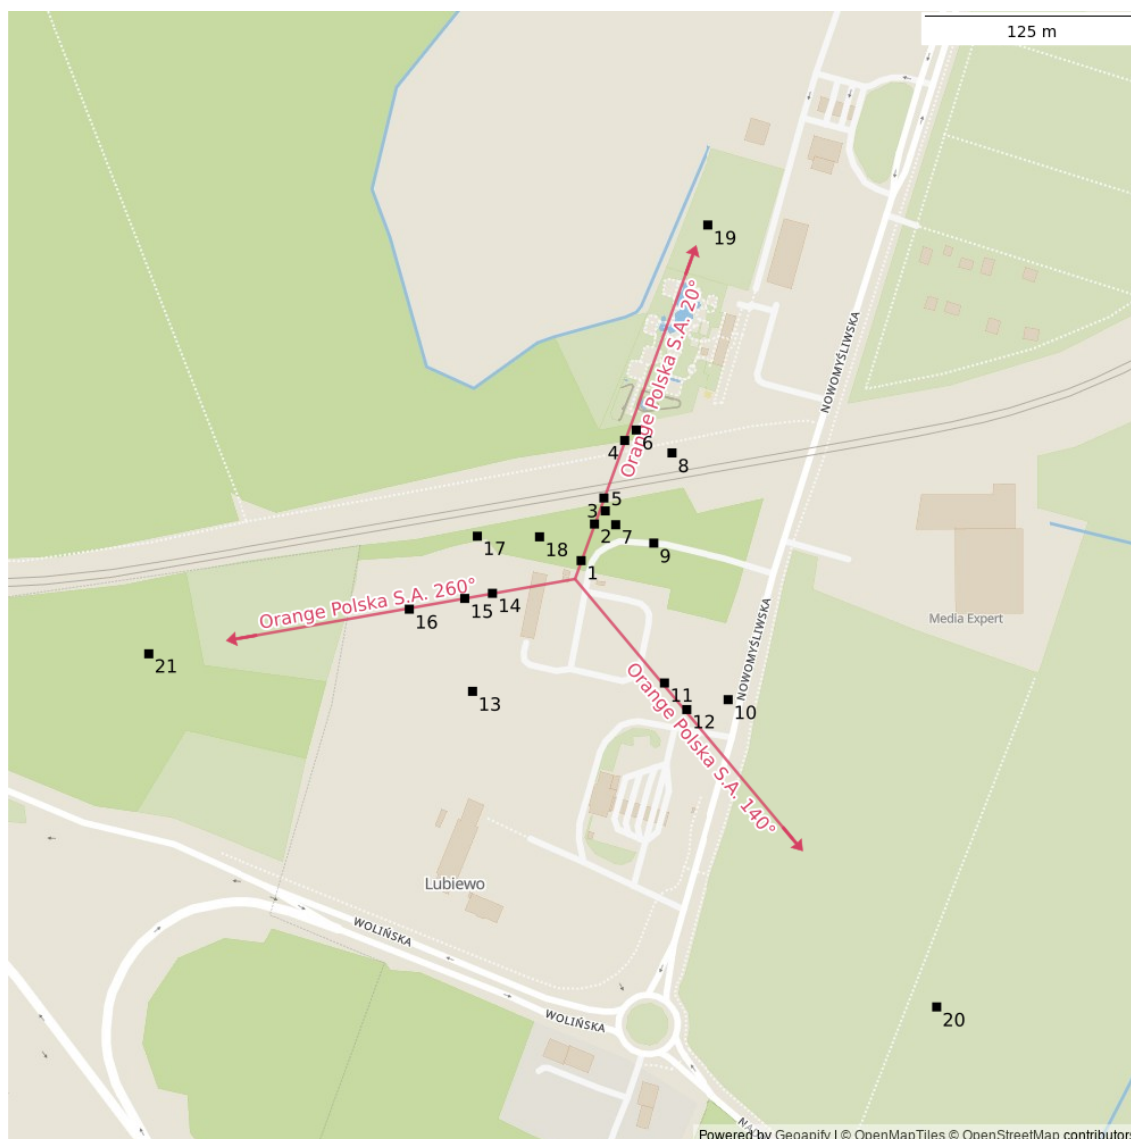 125 m
19
Orange Polska S.A. 20°
NOWOMYŚLIWSKA
6
4
8
5
3
2
7
18
9
17
1
14
Orange Polska S.A. 260°
15
16
Media Expert
21
NOWOMYŚLIWSKA
11
13
10
12
Orange Polska S.A. 140°
Lubiewo
WOLIŃSKA
20
WOLIŃSKA
Powered by Geoapify | © OpenMapTiles © OpenStreetMap contributors